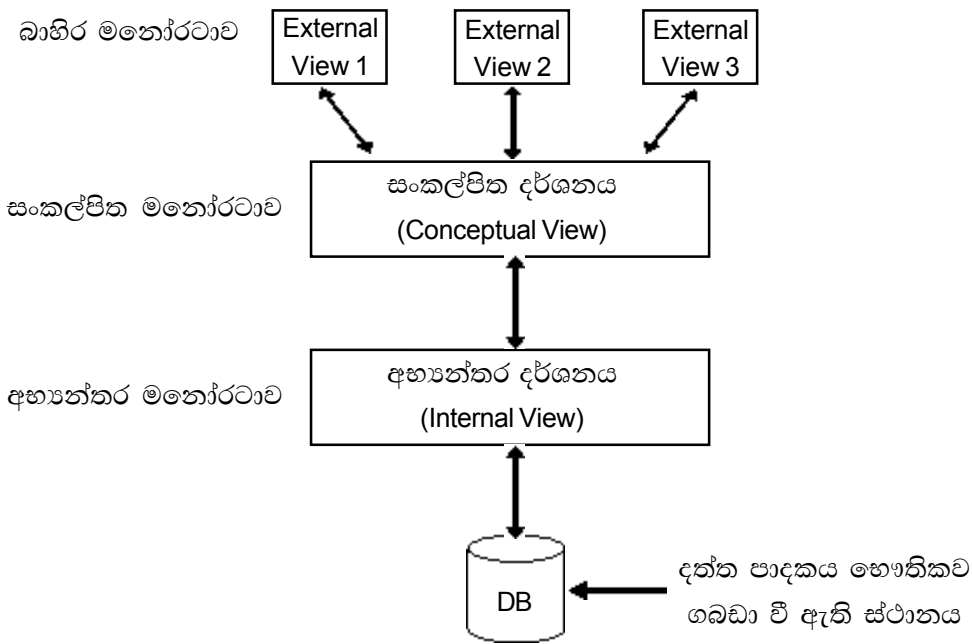 බාහිර මනෝරටාව
External
View 1
External
View 2
External
View 3
සංකල්පිත මනෝරටාව
සංකල්පිත දර්ශනය
(Conceptual View)
අභ්‍යන්තර මනෝරටාව
අභ්‍යන්තර දර්ශනය
(Internal View)
DB
දත්ත පාදකය භෞතිකව
ගබඩා වී ඇති ස්ථානය